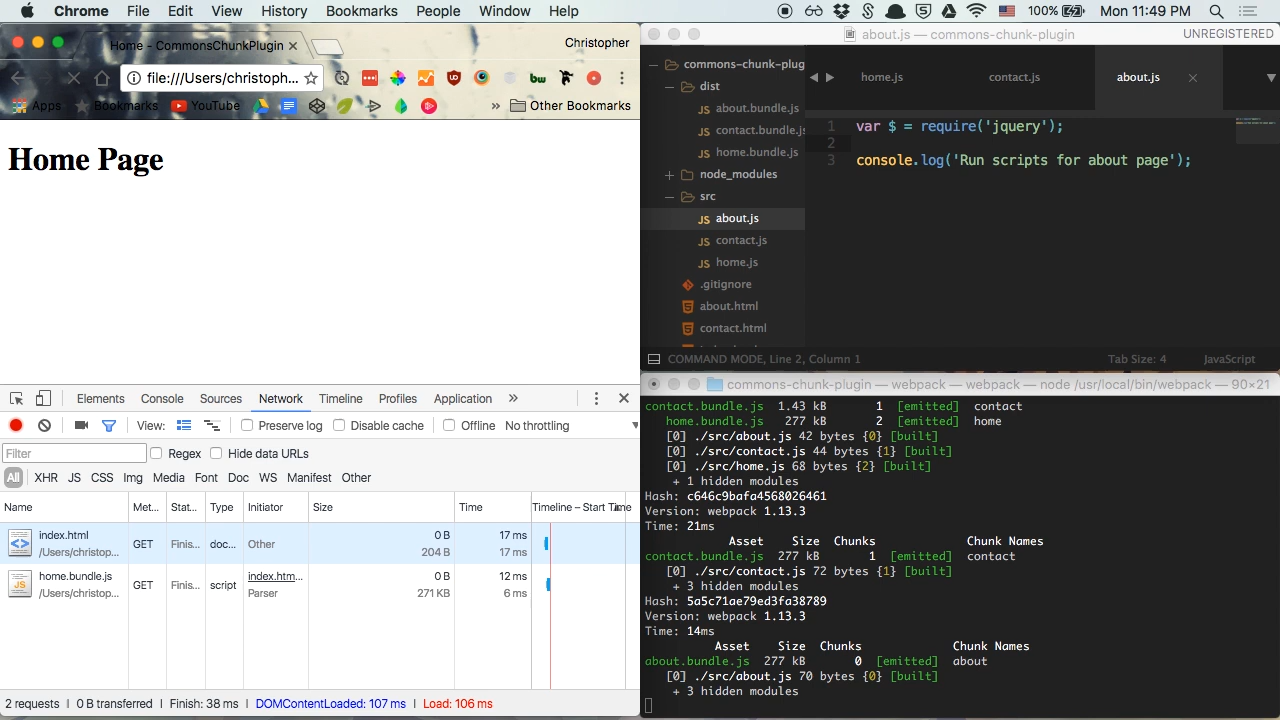 Chrome File Edit View History Bookmarks People Window Help 100% Mon 11:49 PM
Home - CommonsChunkPlugin
Christopher
file:///Users/christoph...
Apps Bookmarks YouTube bw » Other Bookmarks
Home Page
Elements Console Sources Network Timeline Profiles Application »
View: Preserve log Disable cache Offline No throttling
Filter Regex Hide data URLs
All XHR JS CSS Img Media Font Doc WS Manifest Other
Name Met... Stat... Type Initiator Size Time Timeline – Start Time
index.html GET Finis... doc... Other 0 B 17 ms
/Users/christop... 204 B 17 ms
home.bundle.js GET Finis... script index.htm... 0 B 12 ms
/Users/christop... Parser 271 KB 6 ms
2 requests | 0 B transferred | Finish: 38 ms | DOMContentLoaded: 107 ms | Load: 106 ms
about.js — commons-chunk-plugin UNREGISTERED
commons-chunk-plug
dist
JS about.bundle.js
JS contact.bundle.js
JS home.bundle.js
node_modules
src
JS about.js
JS contact.js
JS home.js
.gitignore
about.html
contact.html
home.js contact.js about.js
1 var $ = require('jquery');
2
3 console.log('Run scripts for about page');
COMMAND MODE, Line 2, Column 1 Tab Size: 4 JavaScript
commons-chunk-plugin — webpack — webpack — node /usr/local/bin/webpack — 90×21
contact.bundle.js 1.43 kB 1 [emitted] contact
home.bundle.js 277 kB 2 [emitted] home
[0] ./src/about.js 42 bytes {0} [built]
[0] ./src/contact.js 44 bytes {1} [built]
[0] ./src/home.js 68 bytes {2} [built]
+ 1 hidden modules
Hash: c646c9bafa4568026461
Version: webpack 1.13.3
Time: 21ms
Asset Size Chunks Chunk Names
contact.bundle.js 277 kB 1 [emitted] contact
[0] ./src/contact.js 72 bytes {1} [built]
+ 3 hidden modules
Hash: 5a5c71ae79ed3fa38789
Version: webpack 1.13.3
Time: 14ms
Asset Size Chunks Chunk Names
about.bundle.js 277 kB 0 [emitted] about
[0] ./src/about.js 70 bytes {0} [built]
+ 3 hidden modules